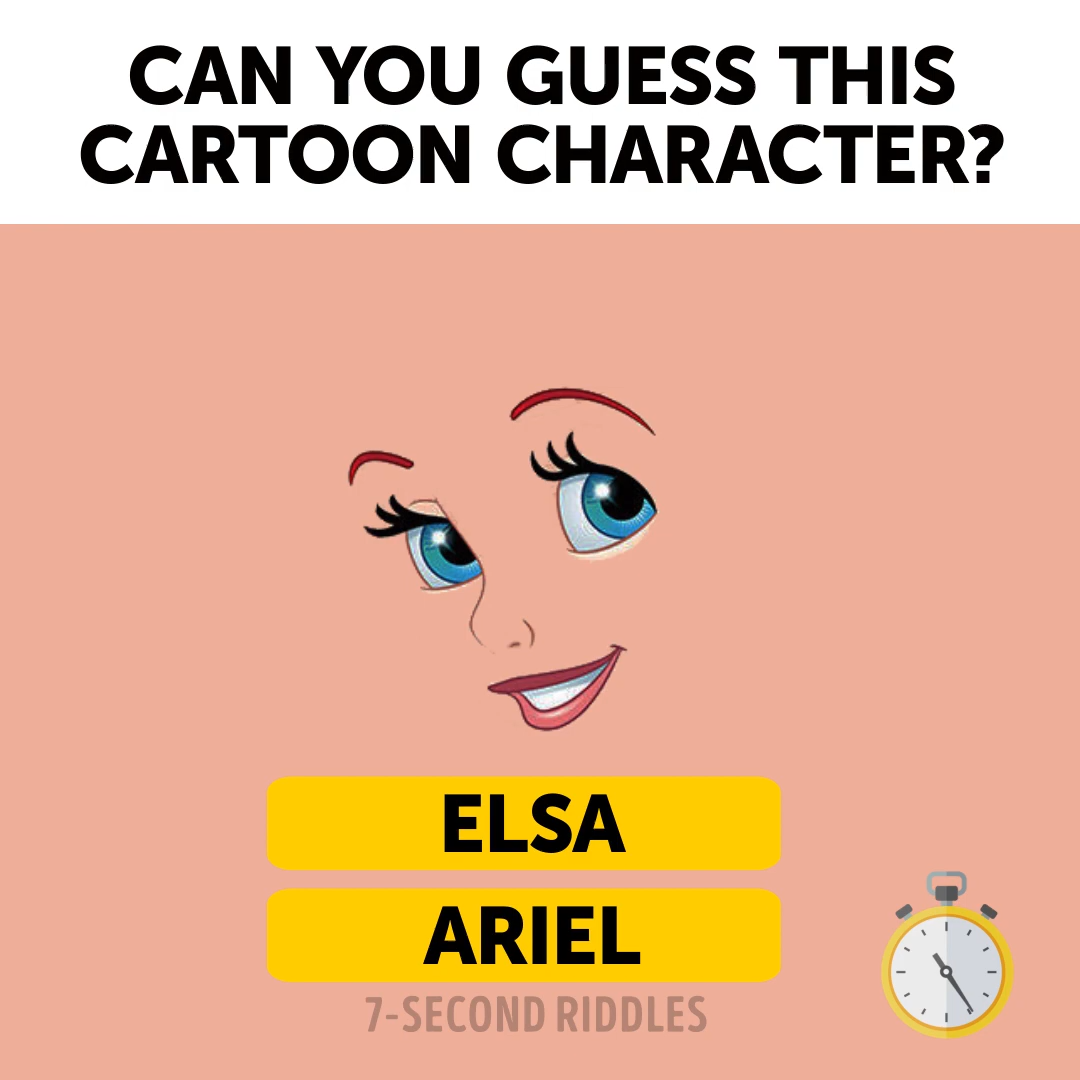 CAN YOU GUESS THIS
CARTOON CHARACTER?
ELSA
ARIEL
7-SECOND RIDDLES